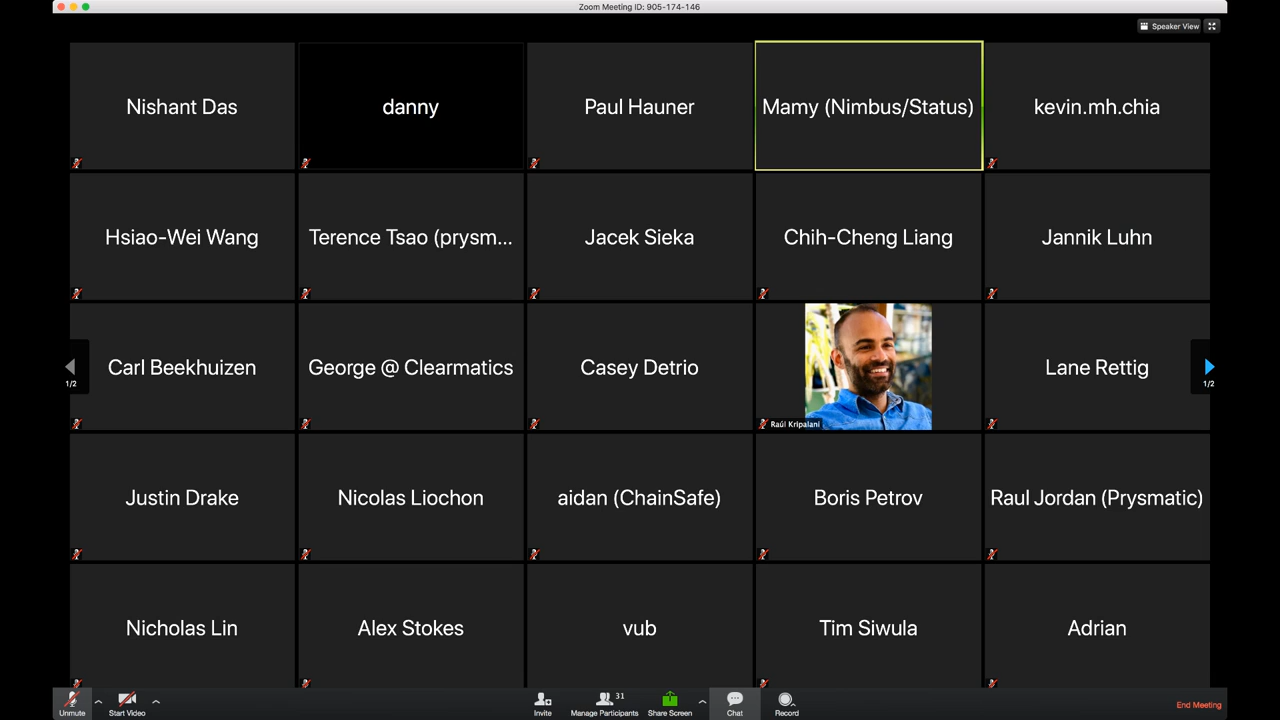 Zoom Meeting ID: 905-174-146
Speaker View
Nishant Das
danny
Paul Hauner
Mamy (Nimbus/Status)
kevin.mh.chia
Hsiao-Wei Wang
Terence Tsao (prysm...
Jacek Sieka
Chih-Cheng Liang
Jannik Luhn
Carl Beekhuizen
George @ Clearmatics
Casey Detrio
Raúl Kripalani
Lane Rettig
1/2
1/2
Justin Drake
Nicolas Liochon
aidan (ChainSafe)
Boris Petrov
Raul Jordan (Prysmatic)
Nicholas Lin
Alex Stokes
vub
Tim Siwula
Adrian
Unmute
Start Video
Invite
31
Manage Participants
Share Screen
Chat
Record
End Meeting